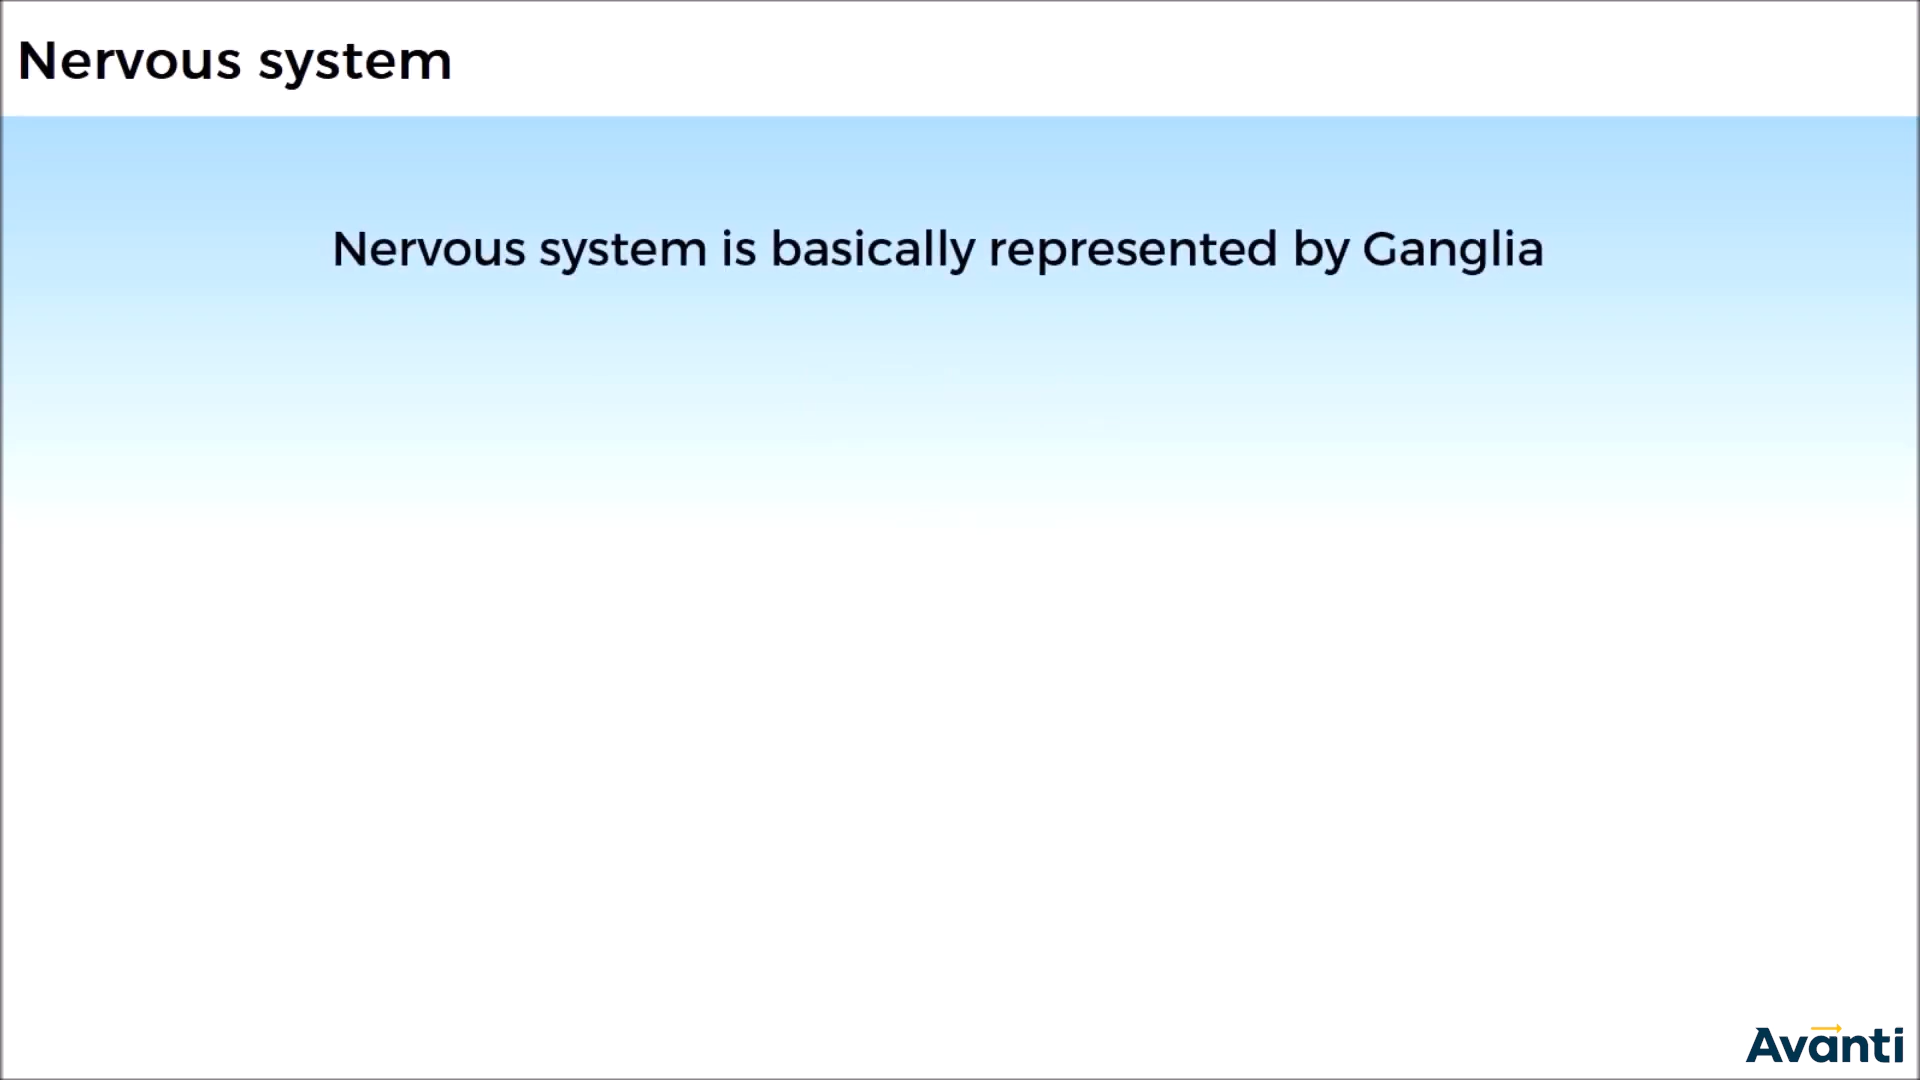 Nervous system
Nervous system is basically represented by Ganglia
Avanti